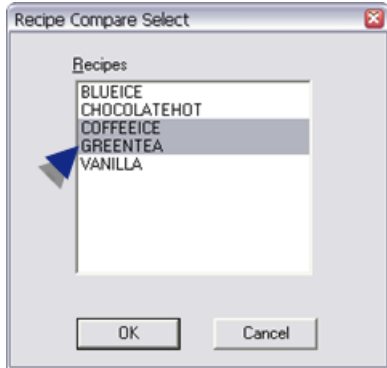 Recipe Compare Select
Recipes
BLUEICE
CHOCOLATEHOT
COFFEEICE
GREENTEA
VANILLA
OK
Cancel